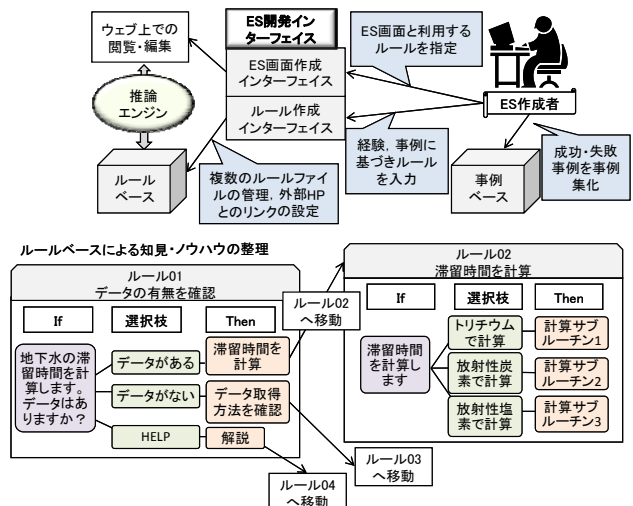 ウェブ上での
閲覧・編集
推論
エンジン
ルール
ベース
ES開発イン
ターフェイス
ES画面作成
インターフェイス
ルール作成
インターフェイス
複数のルールファイ
ルの管理，外部HP
とのリンクの設定
ES画面と利用する
ルールを指定
経験，事例に
基づきルール
を入力
ES作成者
事例
ベース
成功・失敗
事例を事例
集化
ルールベースによる知見・ノウハウの整理
ルール01
データの有無を確認
If
選択枝
Then
地下水の滞
留時間を計
算します。
データはあ
りますか？
データがある
滞留時間を
計算
データがない
データ取得
方法を確認
HELP
解説
ルール02
へ移動
ルール03
へ移動
ルール04
へ移動
ルール02
滞留時間を計算
If
選択枝
Then
滞留時間
を計算し
ます
トリチウム
で計算
計算サブ
ルーチン1
放射性炭
素で計算
計算サブ
ルーチン2
放射性塩
素で計算
計算サブ
ルーチン3